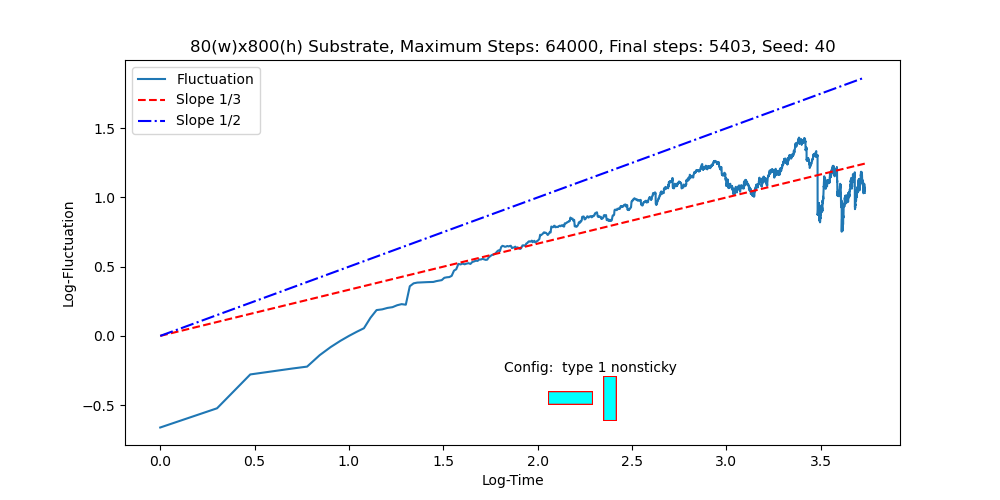 80(w)x800(h) Substrate, Maximum Steps: 64000, Final steps: 5403, Seed: 40
Fluctuation
Slope 1/3
Slope 1/2
1.5
1.0
0.5
0.0
−0.5
Log-Fluctuation
Config:  type 1 nonsticky
0.0 0.5 1.0 1.5 2.0 2.5 3.0 3.5
Log-Time